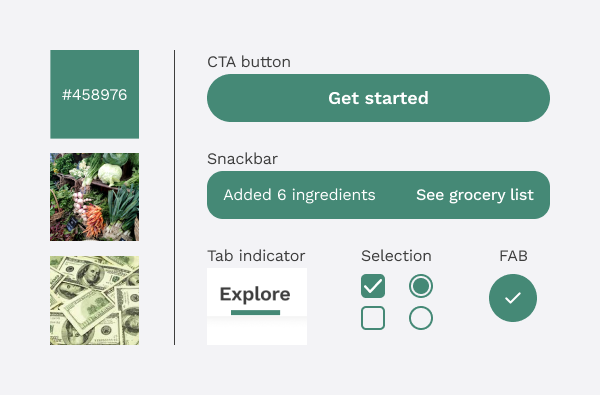 #458976
CTA button
Get started
Snackbar
Added 6 ingredients
See grocery list
Tab indicator
Selection
FAB
Explore